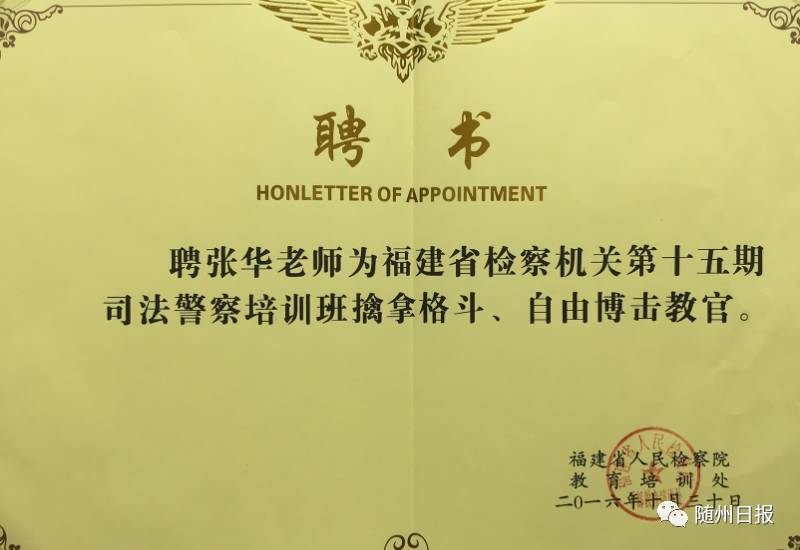 聘 书
HONLETTER OF APPOINTMENT
聘张华老师为福建省检察机关第十五期
司法警察培训班擒拿格斗、自由博击教官。
福建省人民检察院
教育培训处
二0一六年十月三十日
随州日报